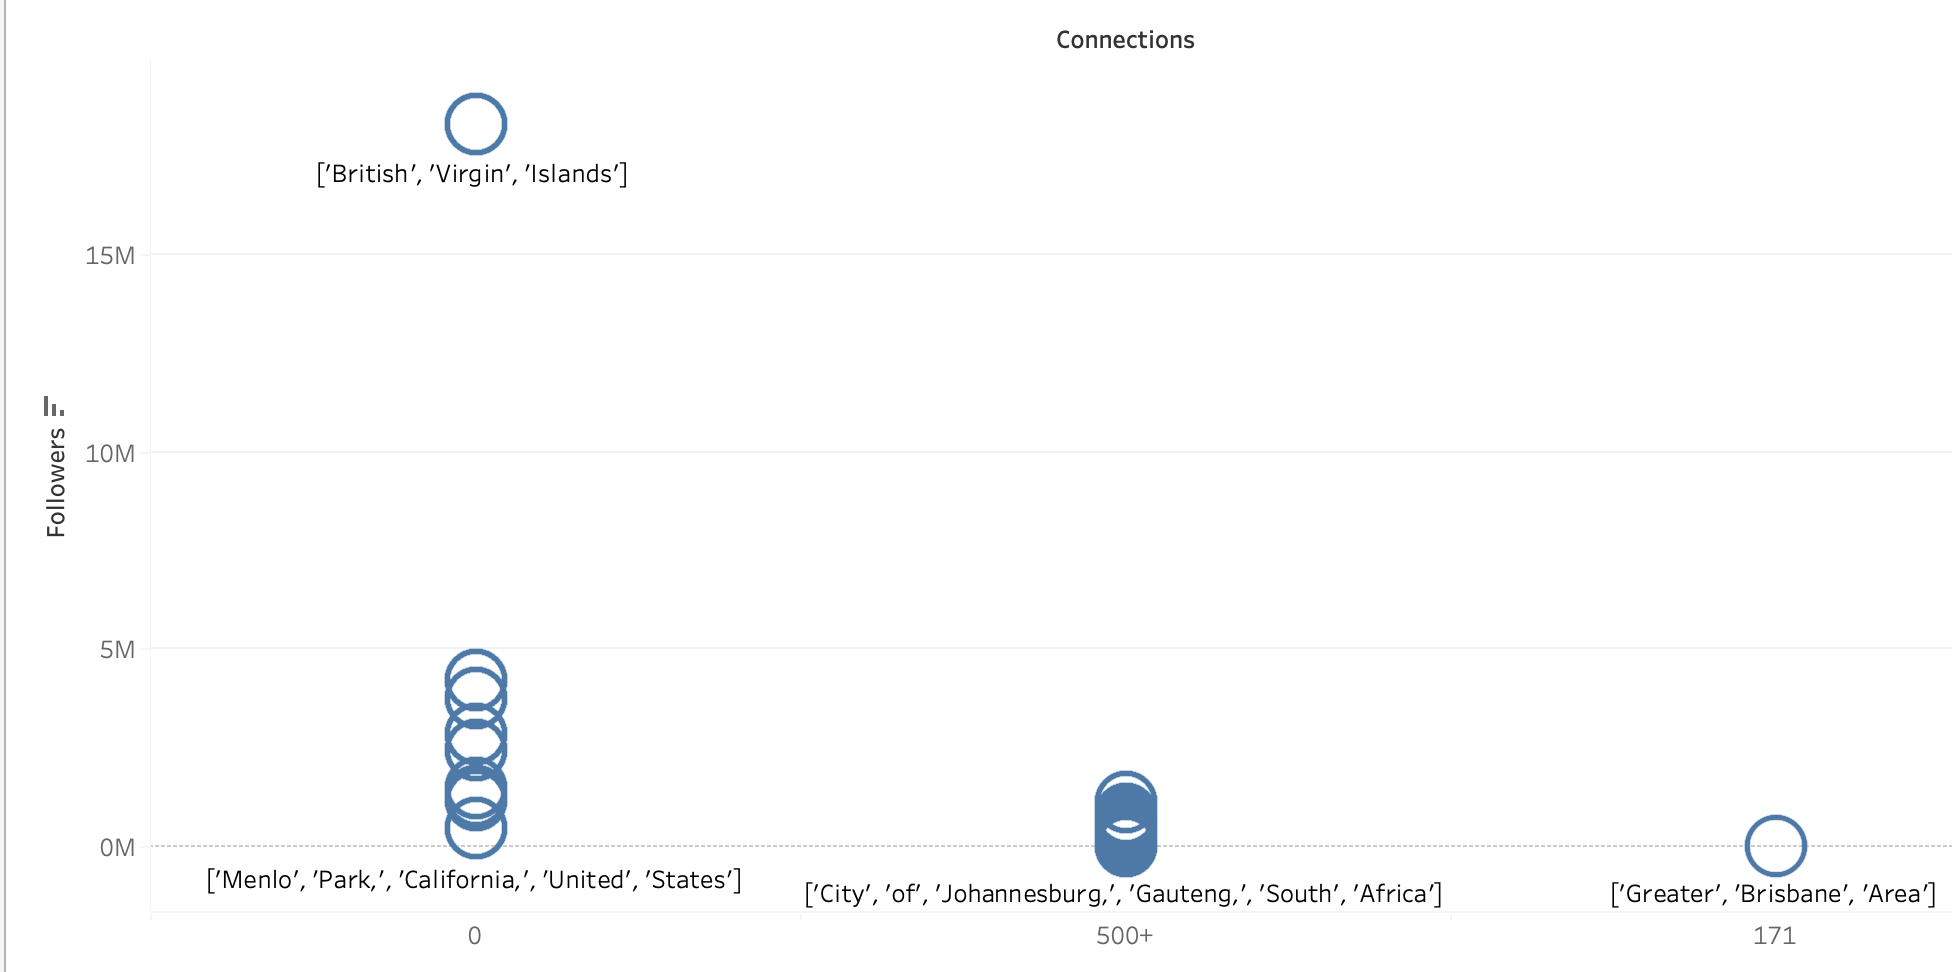 Connections
['British', 'Virgin', 'Islands']
15M
10M
Followers
5M
0M
['Menlo', 'Park,', 'California,', 'United', 'States']
['City', 'of', 'Johannesburg,', 'Gauteng,', 'South', 'Africa']
['Greater', 'Brisbane', 'Area']
0
500+
171